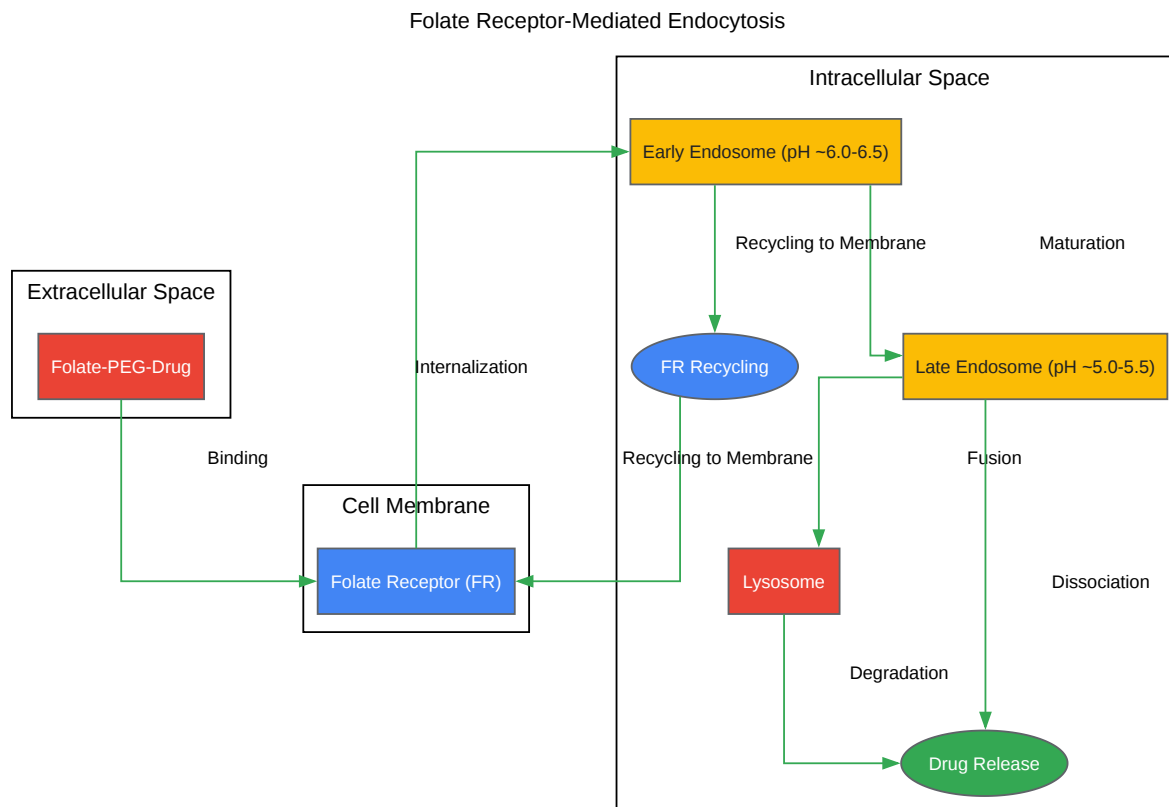 Folate Receptor-Mediated Endocytosis
Intracellular Space
Early Endosome (pH ~6.0-6.5)
Recycling to Membrane
Maturation
Extracellular Space
Folate-PEG-Drug
Internalization
FR Recycling
Late Endosome (pH ~5.0-5.5)
Binding
Recycling to Membrane
Fusion
Cell Membrane
Folate Receptor (FR)
Lysosome
Dissociation
Degradation
Drug Release